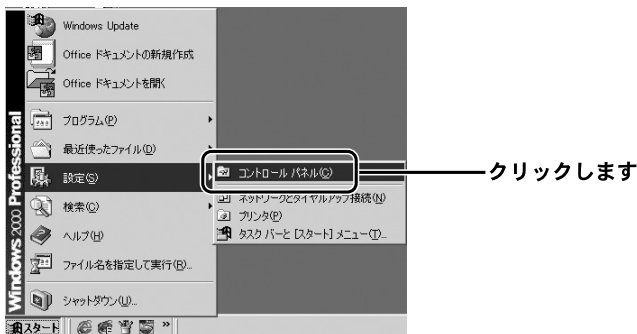 Windows Update
Office ドキュメントの新規作成
Office ドキュメントを開く
プログラム(P)
最近使ったファイル(D)
設定(S)
検索(C)
ヘルプ(H)
ファイル名を指定して実行(R)...
シャットダウン(U)...
Windows 2000 Professional
スタート
»
コントロール パネル(C)
ネットワークとダイヤルアップ接続(N)
プリンタ(P)
タスク バーと [スタート] メニュー(T)...
クリックします